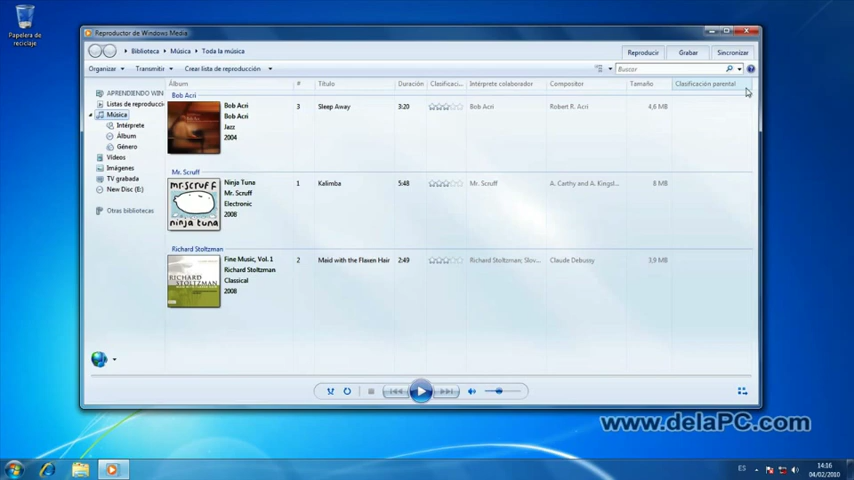 Papelera de
reciclaje
Reproductor de Windows Media
Biblioteca ▸ Música ▸ Toda la música
Reproducir Grabar Sincronizar
Organizar Transmitir Crear lista de reproducción Buscar
Álbum # Título Duración Clasificaci... Intérprete colaborador Compositor Tamaño Clasificación parental
APRENDIENDO WIN
Listas de reproducci
Música
Intérprete
Álbum
Género
Vídeos
Imágenes
TV grabada
New Disc (E:)
Otras bibliotecas
Bob Acri
Bob Acri
Bob Acri
Jazz
2004
3 Sleep Away 3:20 Bob Acri Robert R. Acri 4,6 MB
Mr. Scruff
mr.scruff
ninja tuna
Ninja Tuna
Mr. Scruff
Electronic
2008
1 Kalimba 5:48 Mr. Scruff A. Carthy and A. Kingsl... 8 MB
Richard Stoltzman
RICHARD
STOLTZMAN
Fine Music, Vol. 1
Richard Stoltzman
Classical
2008
2 Maid with the Flaxen Hair 2:49 Richard Stoltzman; Slov... Claude Debussy 3,9 MB
www.delaPC.com
ES
14:16
04/02/2010